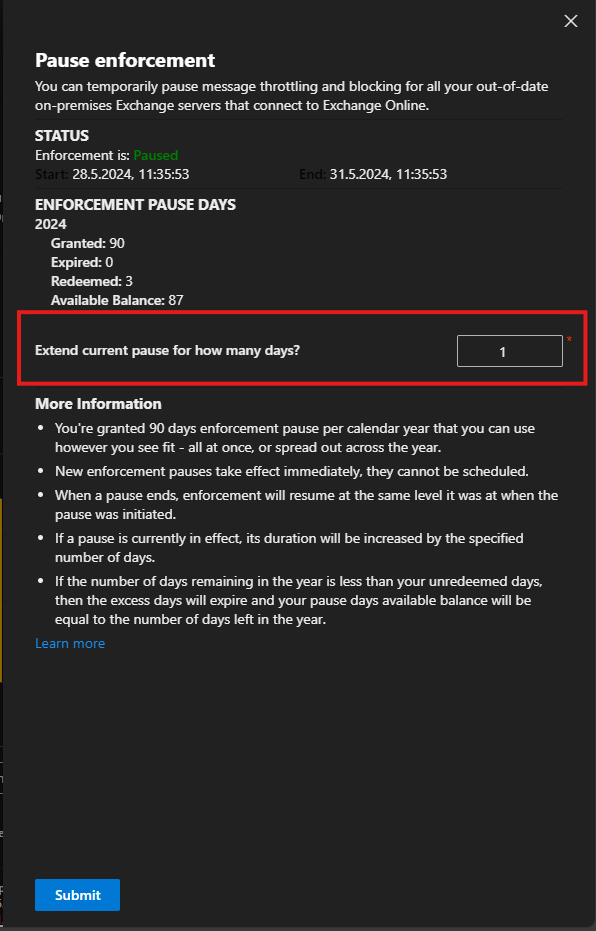 Pause enforcement
You can temporarily pause message throttling and blocking for all your out-of-date
on-premises Exchange servers that connect to Exchange Online.
STATUS
Enforcement is: Paused
Start: 28.5.2024, 11:35:53 End: 31.5.2024, 11:35:53
ENFORCEMENT PAUSE DAYS
2024
Granted: 90
Expired: 0
Redeemed: 3
Available Balance: 87
Extend current pause for how many days? 1 *
More Information
• You're granted 90 days enforcement pause per calendar year that you can use
however you see fit - all at once, or spread out across the year.
• New enforcement pauses take effect immediately, they cannot be scheduled.
• When a pause ends, enforcement will resume at the same level it was at when the
pause was initiated.
• If a pause is currently in effect, its duration will be increased by the specified
number of days.
• If the number of days remaining in the year is less than your unredeemed days,
then the excess days will expire and your pause days available balance will be
equal to the number of days left in the year.
Learn more
Submit